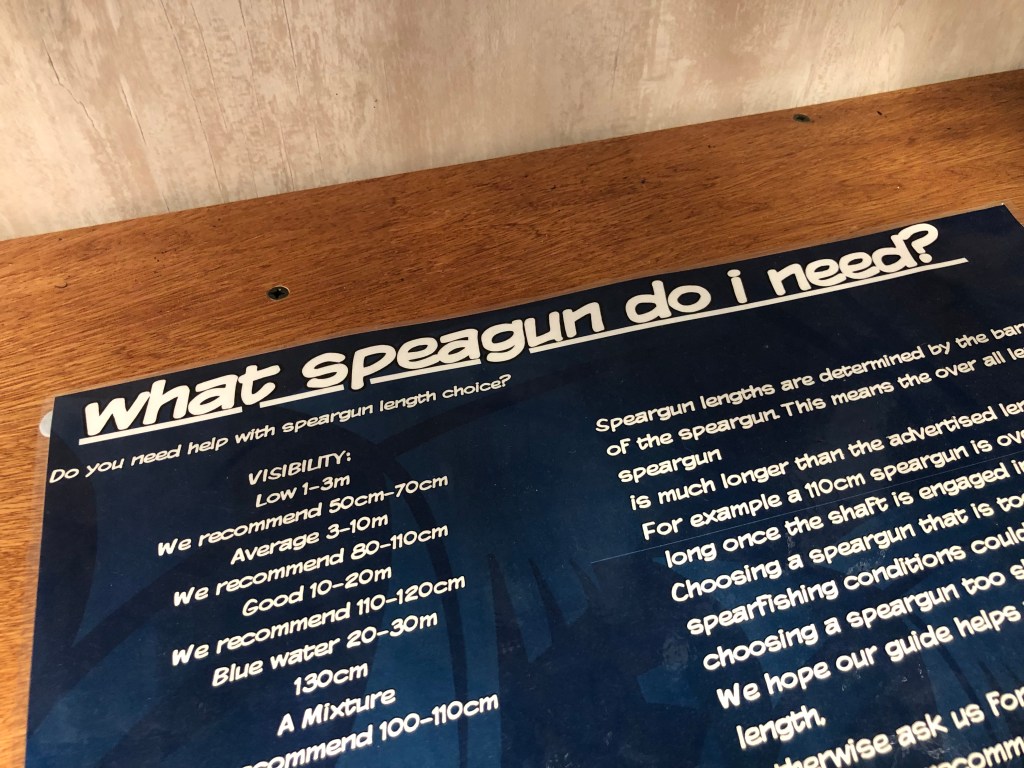 what speagun do i need?
Do you need help with speargun length choice?
VISIBILITY:
Low 1-3m
We recommend 50cm-70cm
Average 3-10m
We recommend 80-110cm
Good 10-20m
We recommend 110-120cm
Blue water 20-30m
130cm
A Mixture
recommend 100-110cm
Speargun lengths are determined by the
of the speargun. This means the over all
speargun
is much longer than the advertised
For example a 110cm speargun is
long once the shaft is engaged
Choosing a speargun that is
spearfishing conditions
choosing a speargun too
We hope our guide helps
length.
ask us